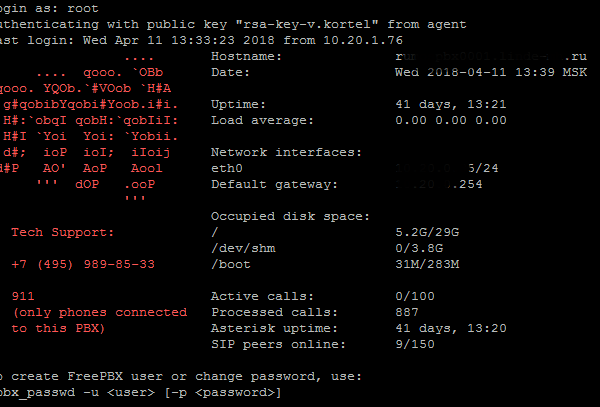 ogin as: root
uthenticating with public key "rsa-key-v.kortel" from agent
ast login: Wed Apr 11 13:33:23 2018 from 10.20.1.76
.... Hostname: .ru
.... qooo. `OBb Date: Wed 2018-04-11 13:39 MSK
qooo. YQOb.`#VOob `H#A
g#qobibYqobi#Yoob.i#i. Uptime: 41 days, 13:21
H#:`obqI qobH:`qobIiI: Load average: 0.00 0.00 0.00
H#I `Yoi Yoi: `Yobii.
d#; ioP ioI; iIoij Network interfaces:
d#P AO' AoP Aool eth0 /24
''' dOP .ooP Default gateway: .254
'''
Occupied disk space:
Tech Support: / 5.2G/29G
/dev/shm 0/3.8G
+7 (495) 989-85-33 /boot 31M/283M
911 Active calls: 0/100
(only phones connected Processed calls: 887
to this PBX) Asterisk uptime: 41 days, 13:20
SIP peers online: 9/150
o create FreePBX user or change password, use:
pbx_passwd -u <user> [-p <password>]